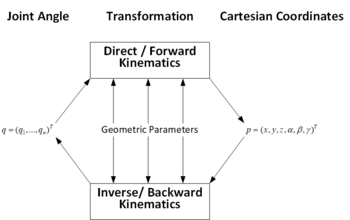 Joint Angle Transformation Cartesian Coordinates
Direct / Forward
Kinematics
q = (q₁,...,qₙ)ᵀ Geometric Parameters p = (x, y, z, α, β, γ)ᵀ
Inverse/ Backward
Kinematics